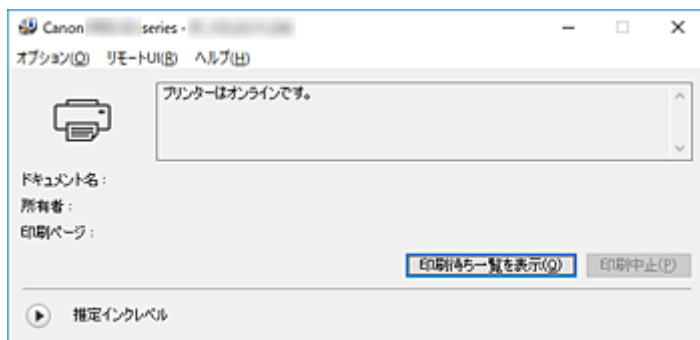 Canon series -
オプション(O) リモートUI(R) ヘルプ(H)
プリンターはオンラインです。
ドキュメント名：
所有者：
印刷ページ：
印刷待ち一覧を表示(Q) 印刷中止(P)
推定インクレベル